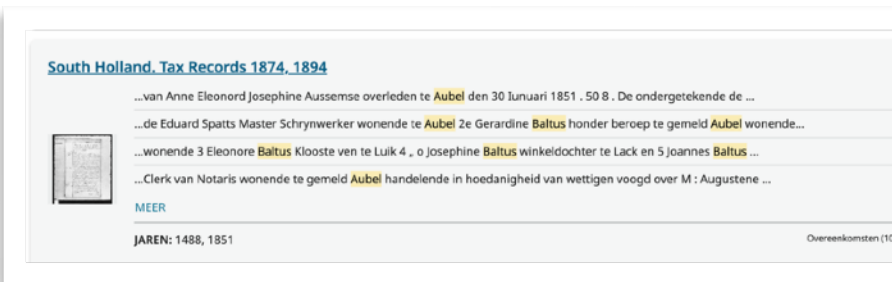 South Holland. Tax Records 1874, 1894
...van Anne Eleonord Josephine Aussemse overleden te Aubel den 30 Iunuari 1851 . 50 8 . De ondergetekende de ...
...de Eduard Spatts Master Schrynwerker wonende te Aubel 2e Gerardine Baltus honder beroep te gemeld Aubel wonende...
...wonende 3 Eleonore Baltus Klooste ven te Luik 4 „ o Josephine Baltus winkeldochter te Lack en 5 Joannes Baltus ...
...Clerk van Notaris wonende te gemeld Aubel handelende in hoedanigheid van wettigen voogd over M : Augustene ...
MEER
JAREN: 1488, 1851
Overeenkomsten (10